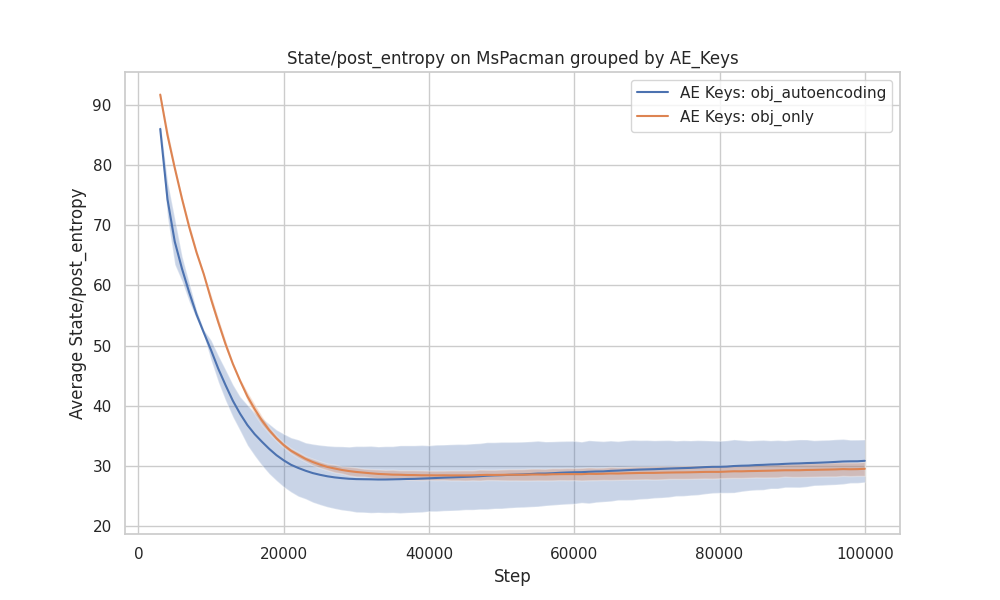 State/post_entropy on MsPacman grouped by AE_Keys
AE Keys: obj_autoencoding
AE Keys: obj_only
Average State/post_entropy
90
80
70
60
50
40
30
20
0
20000
40000
60000
80000
100000
Step